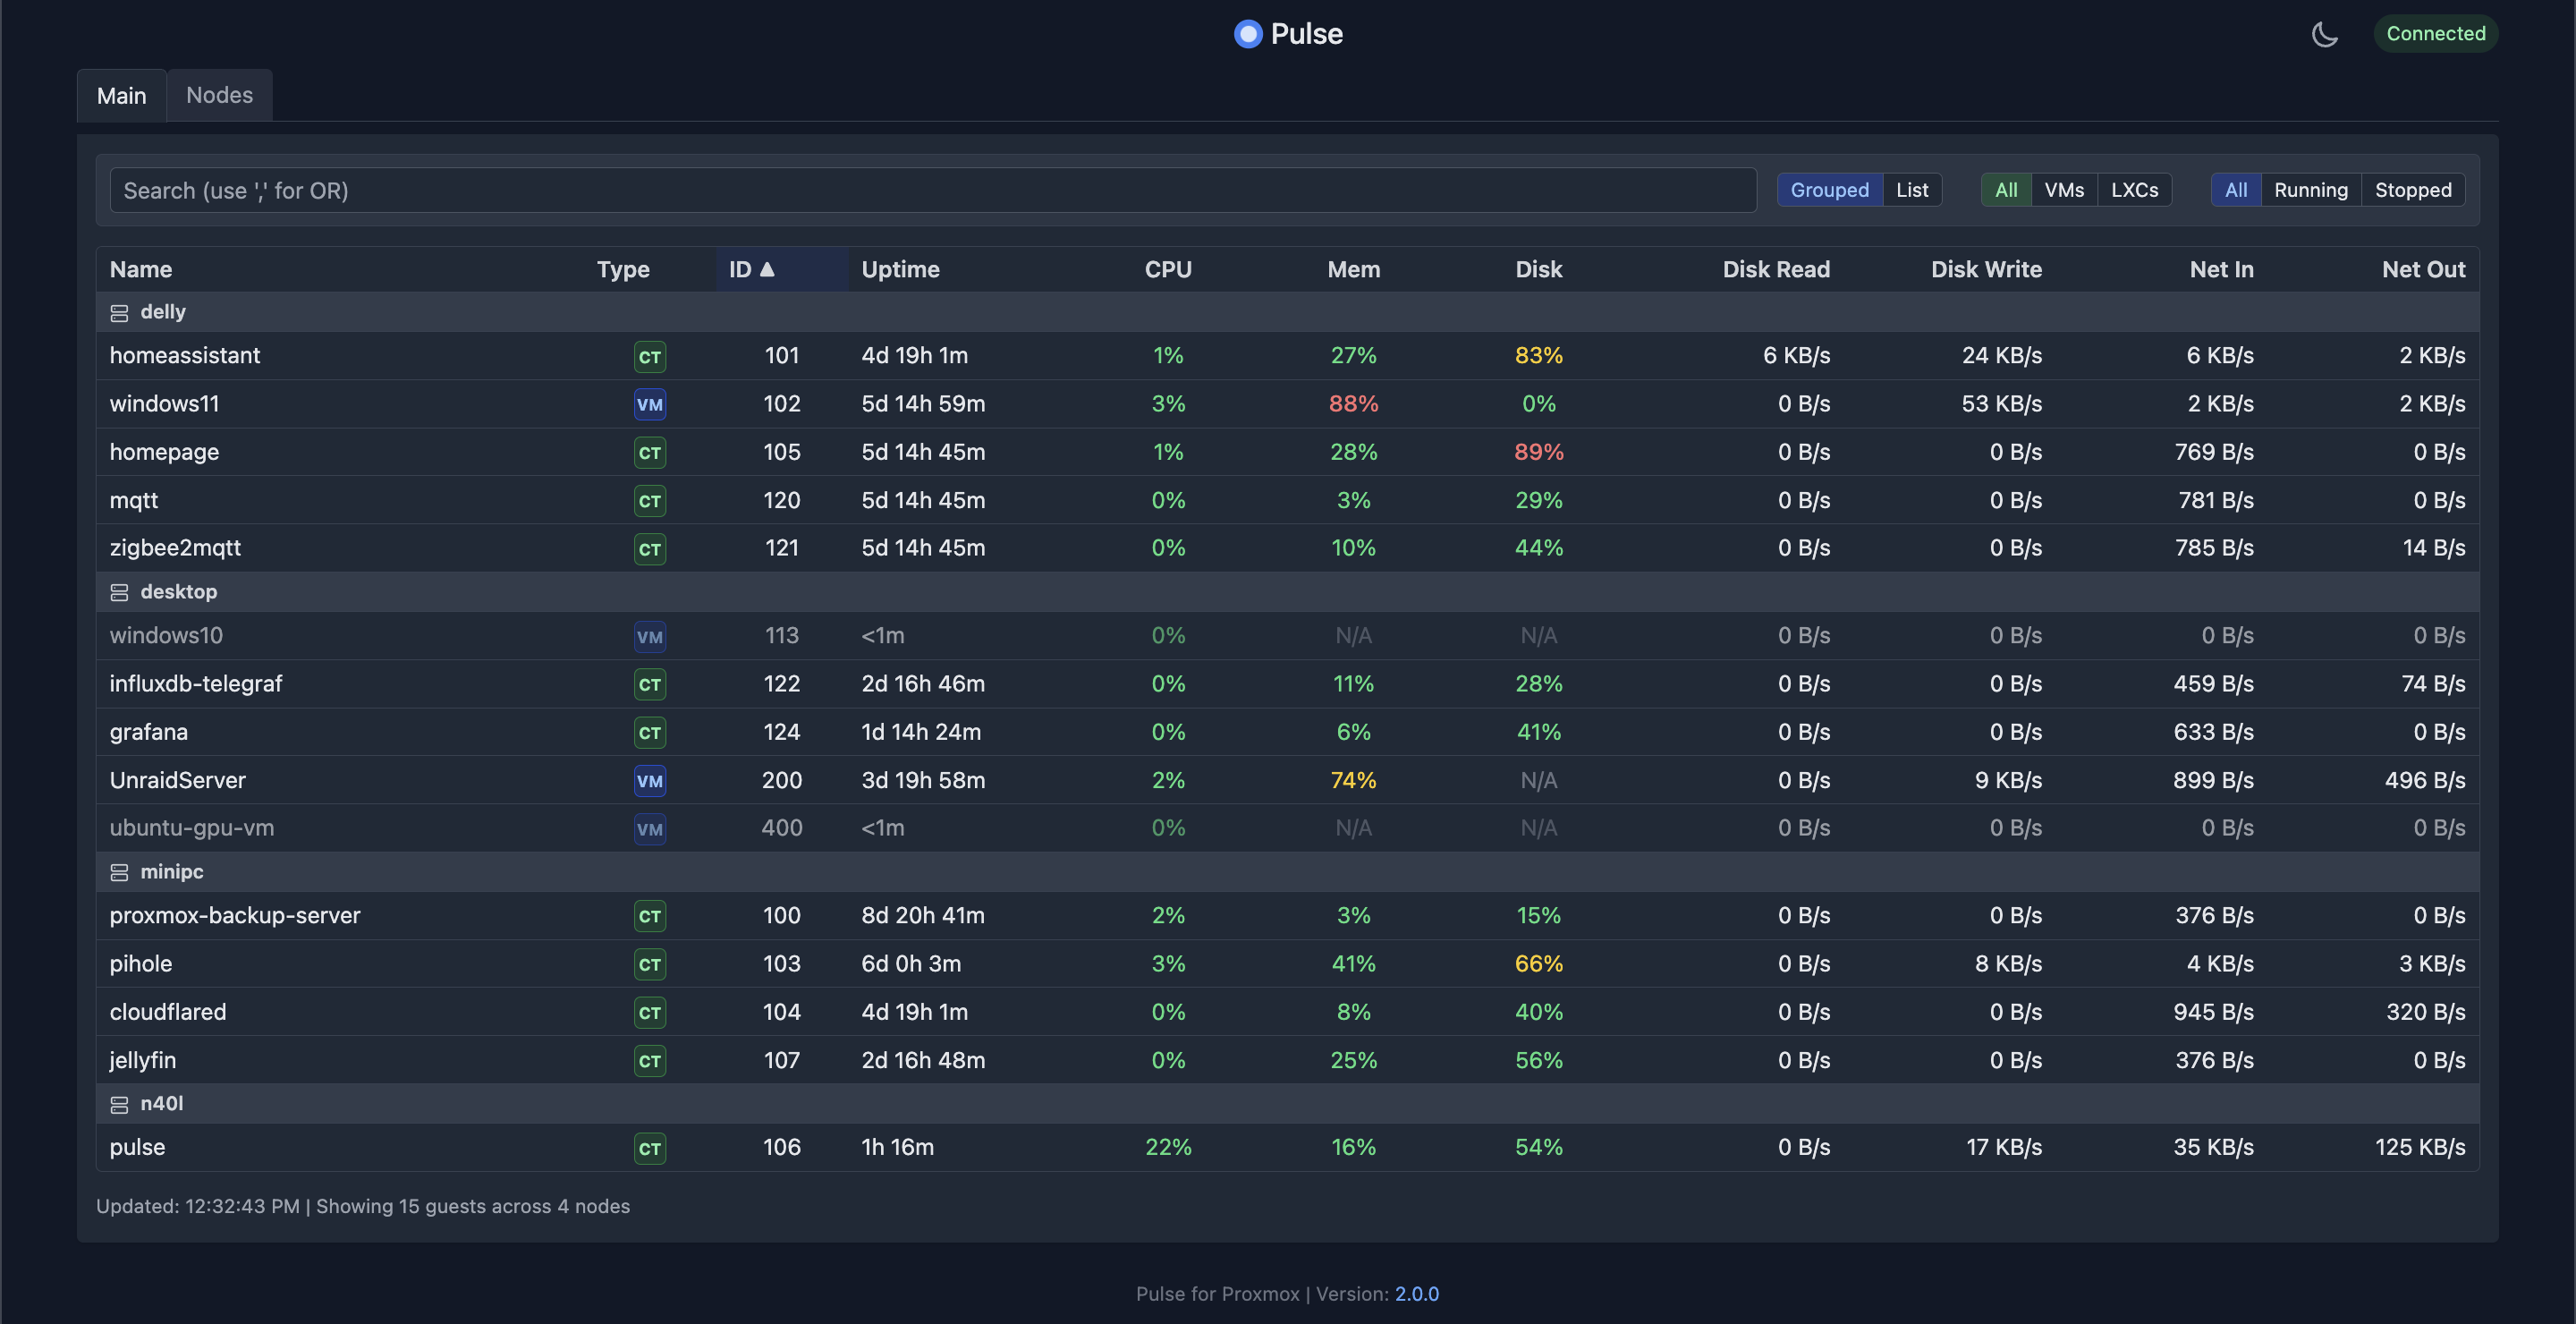 Pulse
Connected
Main Nodes
Search (use ',' for OR) Grouped List All VMs LXCs All Running Stopped
Name Type ID ▲ Uptime CPU Mem Disk Disk Read Disk Write Net In Net Out
delly
homeassistant CT 101 4d 19h 1m 1% 27% 83% 6 KB/s 24 KB/s 6 KB/s 2 KB/s
windows11 VM 102 5d 14h 59m 3% 88% 0% 0 B/s 53 KB/s 2 KB/s 2 KB/s
homepage CT 105 5d 14h 45m 1% 28% 89% 0 B/s 0 B/s 769 B/s 0 B/s
mqtt CT 120 5d 14h 45m 0% 3% 29% 0 B/s 0 B/s 781 B/s 0 B/s
zigbee2mqtt CT 121 5d 14h 45m 0% 10% 44% 0 B/s 0 B/s 785 B/s 14 B/s
desktop
windows10 VM 113 <1m 0% N/A N/A 0 B/s 0 B/s 0 B/s 0 B/s
influxdb-telegraf CT 122 2d 16h 46m 0% 11% 28% 0 B/s 0 B/s 459 B/s 74 B/s
grafana CT 124 1d 14h 24m 0% 6% 41% 0 B/s 0 B/s 633 B/s 0 B/s
UnraidServer VM 200 3d 19h 58m 2% 74% N/A 0 B/s 9 KB/s 899 B/s 496 B/s
ubuntu-gpu-vm VM 400 <1m 0% N/A N/A 0 B/s 0 B/s 0 B/s 0 B/s
minipc
proxmox-backup-server CT 100 8d 20h 41m 2% 3% 15% 0 B/s 0 B/s 376 B/s 0 B/s
pihole CT 103 6d 0h 3m 3% 41% 66% 0 B/s 8 KB/s 4 KB/s 3 KB/s
cloudflared CT 104 4d 19h 1m 0% 8% 40% 0 B/s 0 B/s 945 B/s 320 B/s
jellyfin CT 107 2d 16h 48m 0% 25% 56% 0 B/s 0 B/s 376 B/s 0 B/s
n40l
pulse CT 106 1h 16m 22% 16% 54% 0 B/s 17 KB/s 35 KB/s 125 KB/s
Updated: 12:32:43 PM | Showing 15 guests across 4 nodes
Pulse for Proxmox | Version: 2.0.0